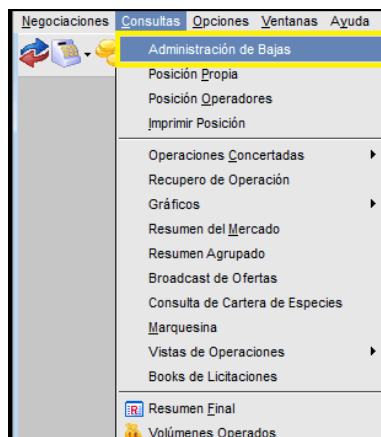 Negociaciones Consultas Opciones Ventanas Ayuda
Administración de Bajas
Posición Propia
Posición Operadores
Imprimir Posición
Operaciones Concertadas
Recupero de Operación
Gráficos
Resumen del Mercado
Resumen Agrupado
Broadcast de Ofertas
Consulta de Cartera de Especies
Marquesina
Vistas de Operaciones
Books de Licitaciones
R Resumen Final
Volúmenes Operados